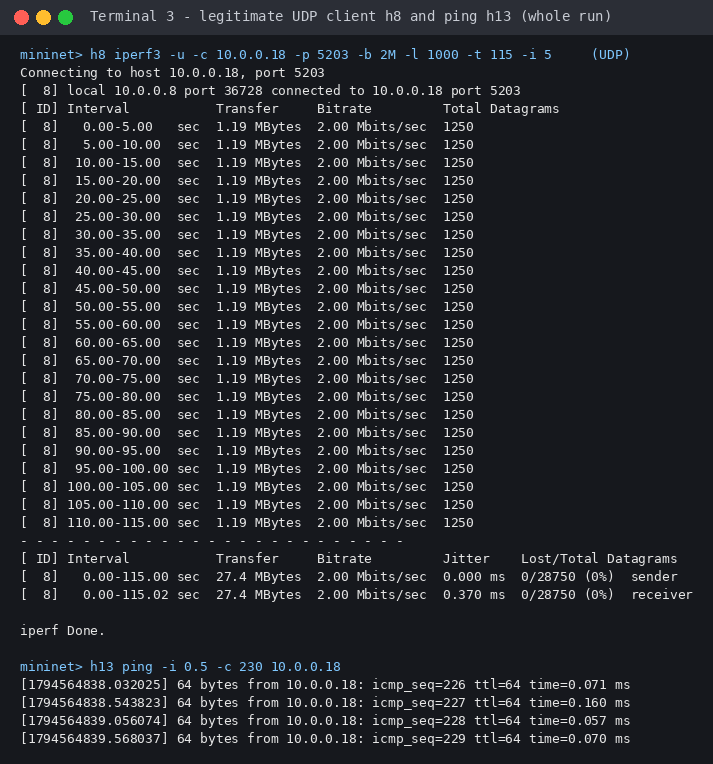 Terminal 3 - legitimate UDP client h8 and ping h13 (whole run)
mininet> h8 iperf3 -u -c 10.0.0.18 -p 5203 -b 2M -l 1000 -t 115 -i 5     (UDP)
Connecting to host 10.0.0.18, port 5203
[  8] local 10.0.0.8 port 36728 connected to 10.0.0.18 port 5203
[ ID] Interval           Transfer     Bitrate         Total Datagrams
[  8]   0.00-5.00   sec  1.19 MBytes  2.00 Mbits/sec  1250
[  8]   5.00-10.00  sec  1.19 MBytes  2.00 Mbits/sec  1250
[  8]  10.00-15.00  sec  1.19 MBytes  2.00 Mbits/sec  1250
[  8]  15.00-20.00  sec  1.19 MBytes  2.00 Mbits/sec  1250
[  8]  20.00-25.00  sec  1.19 MBytes  2.00 Mbits/sec  1250
[  8]  25.00-30.00  sec  1.19 MBytes  2.00 Mbits/sec  1250
[  8]  30.00-35.00  sec  1.19 MBytes  2.00 Mbits/sec  1250
[  8]  35.00-40.00  sec  1.19 MBytes  2.00 Mbits/sec  1250
[  8]  40.00-45.00  sec  1.19 MBytes  2.00 Mbits/sec  1250
[  8]  45.00-50.00  sec  1.19 MBytes  2.00 Mbits/sec  1250
[  8]  50.00-55.00  sec  1.19 MBytes  2.00 Mbits/sec  1250
[  8]  55.00-60.00  sec  1.19 MBytes  2.00 Mbits/sec  1250
[  8]  60.00-65.00  sec  1.19 MBytes  2.00 Mbits/sec  1250
[  8]  65.00-70.00  sec  1.19 MBytes  2.00 Mbits/sec  1250
[  8]  70.00-75.00  sec  1.19 MBytes  2.00 Mbits/sec  1250
[  8]  75.00-80.00  sec  1.19 MBytes  2.00 Mbits/sec  1250
[  8]  80.00-85.00  sec  1.19 MBytes  2.00 Mbits/sec  1250
[  8]  85.00-90.00  sec  1.19 MBytes  2.00 Mbits/sec  1250
[  8]  90.00-95.00  sec  1.19 MBytes  2.00 Mbits/sec  1250
[  8]  95.00-100.00 sec  1.19 MBytes  2.00 Mbits/sec  1250
[  8] 100.00-105.00 sec  1.19 MBytes  2.00 Mbits/sec  1250
[  8] 105.00-110.00 sec  1.19 MBytes  2.00 Mbits/sec  1250
[  8] 110.00-115.00 sec  1.19 MBytes  2.00 Mbits/sec  1250
- - - - - - - - - - - - - - - - - - - - - - - - -
[ ID] Interval           Transfer     Bitrate         Jitter    Lost/Total Datagrams
[  8]   0.00-115.00 sec  27.4 MBytes  2.00 Mbits/sec  0.000 ms  0/28750 (0%)  sender
[  8]   0.00-115.02 sec  27.4 MBytes  2.00 Mbits/sec  0.370 ms  0/28750 (0%)  receiver
iperf Done.
mininet> h13 ping -i 0.5 -c 230 10.0.0.18
[1794564838.032025] 64 bytes from 10.0.0.18: icmp_seq=226 ttl=64 time=0.071 ms
[1794564838.543823] 64 bytes from 10.0.0.18: icmp_seq=227 ttl=64 time=0.160 ms
[1794564839.056074] 64 bytes from 10.0.0.18: icmp_seq=228 ttl=64 time=0.057 ms
[1794564839.568037] 64 bytes from 10.0.0.18: icmp_seq=229 ttl=64 time=0.070 ms